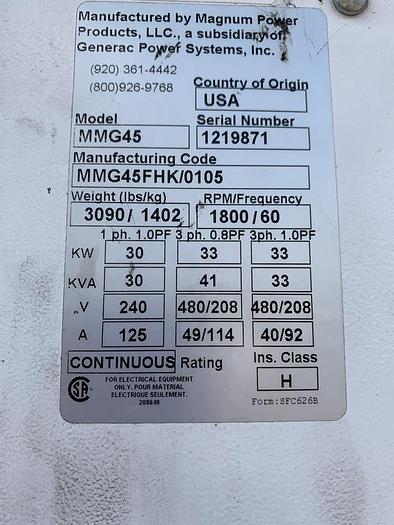 Manufactured by Magnum Power
Products, LLC., a subsidiary of
Generac Power Systems, Inc.
(920) 361-4442
(800)926-9768
Country of Origin
USA
Model
MMG45
Serial Number
1219871
Manufacturing Code
MMG45FHK/0105
Weight (lbs/kg)
3090 / 1402
RPM/Frequency
1800 / 60
1 ph. 1.0PF 3 ph. 0.8PF 3ph. 1.0PF
KW 30 33 33
KVA 30 41 33
V 240 480/208 480/208
A 125 49/114 40/92
CONTINUOUS Rating
Ins. Class
H
FOR ELECTRICAL EQUIPMENT
ONLY. POUR MATERIAL
ELECTRIQUE SEULEMENT.
209649
Form:SFC626B